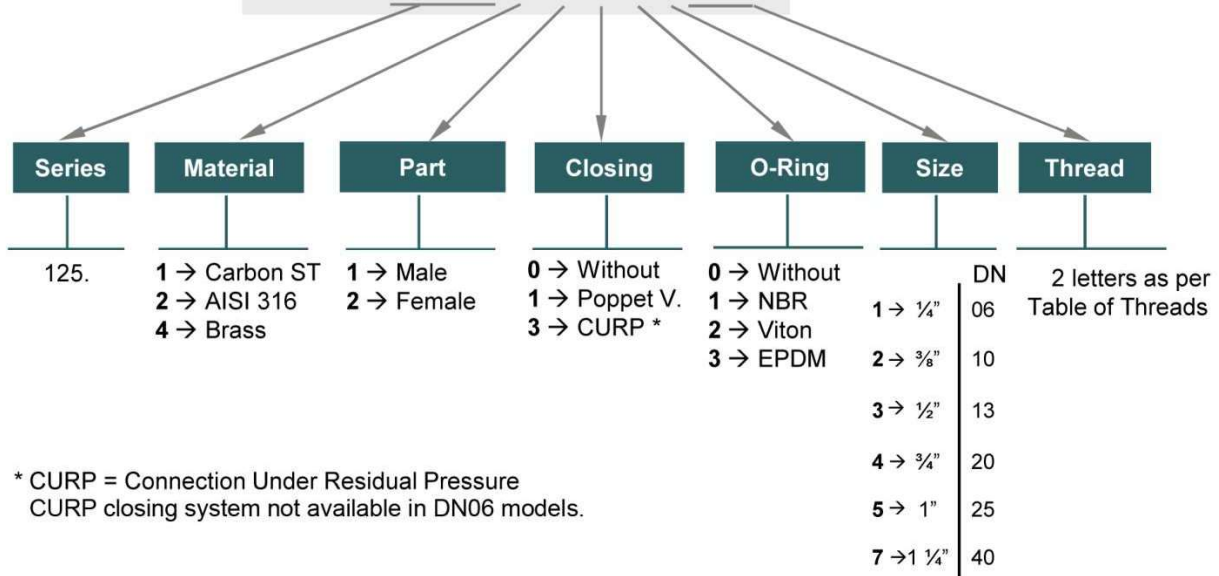 Series Material Part Closing O-Ring Size Thread
125.
1 → Carbon ST
2 → AISI 316
4 → Brass
1 → Male
2 → Female
0 → Without
1 → Poppet V.
3 → CURP *
0 → Without
1 → NBR
2 → Viton
3 → EPDM
DN
1 → ¼” 06
2 → ⅜” 10
3 → ½” 13
4 → ¾” 20
5 → 1” 25
7 →1 ¼” 40
2 letters as per
Table of Threads
* CURP = Connection Under Residual Pressure
CURP closing system not available in DN06 models.